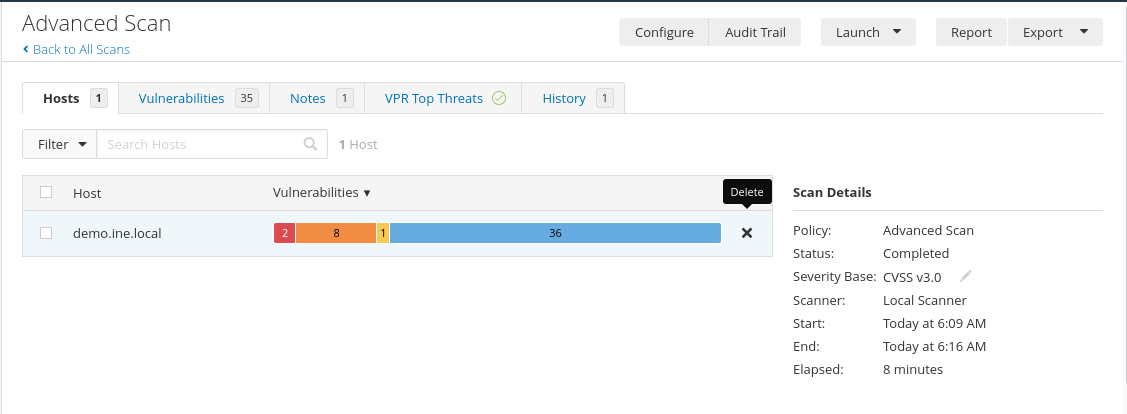 Advanced Scan
Back to All Scans
Configure Audit Trail Launch Report Export
Hosts 1 Vulnerabilities 35 Notes 1 VPR Top Threats History 1
Filter Search Hosts 1 Host
Host Vulnerabilities Delete
demo.ine.local 2 8 1 36
Scan Details
Policy: Advanced Scan
Status: Completed
Severity Base: CVSS v3.0
Scanner: Local Scanner
Start: Today at 6:09 AM
End: Today at 6:16 AM
Elapsed: 8 minutes